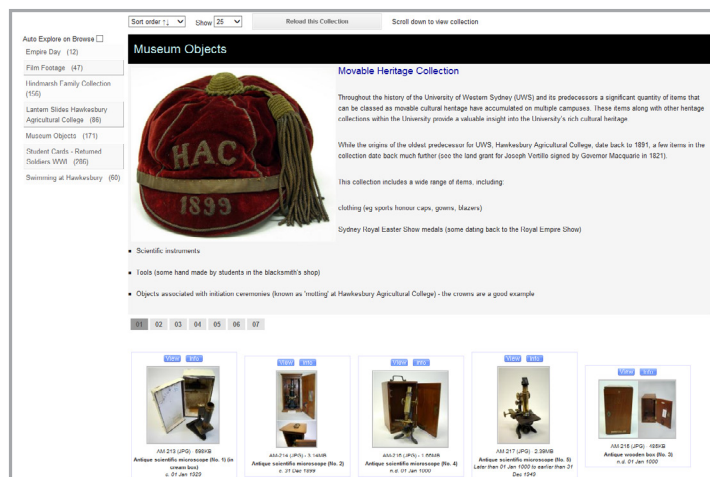 Sort order ↑↓ Show 25 Reload this Collection Scroll down to view collection
Auto Explore on Browse
Empire Day (12)
Film Footage (47)
Hindmarsh Family Collection
(156)
Lantern Slides Hawkesbury
Agricultural College (86)
Museum Objects (171)
Student Cards - Returned
Soldiers WWI (286)
Swimming at Hawkesbury (60)
Museum Objects
HAC
1899
Movable Heritage Collection
Throughout the history of the University of Western Sydney (UWS) and its predecessors a significant quantity of items that
can be classed as movable cultural heritage have accumulated on multiple campuses. These items along with other heritage
collections within the University provide a valuable insight into the University's rich cultural heritage.
While the origins of the oldest predecessor for UWS, Hawkesbury Agricultural College, date back to 1891, a few items in the
collection date back much further (see the land grant for Joseph Vertillo signed by Governor Macquarie in 1821).
This collection includes a wide range of items, including:
clothing (eg sports honour caps, gowns, blazers)
Sydney Royal Easter Show medals (some dating back to the Royal Empire Show)
Scientific instruments
Tools (some hand made by students in the blacksmith's shop)
Objects associated with initiation ceremonies (known as 'motting' at Hawkesbury Agricultural College) - the crowns are a good example
01 02 03 04 05 06 07
View Info
AM-213 (JPG) - 698KB
Antique scientific microscope (No. 1) (in
cream box)
c. 01 Jan 1920
View Info
AM-214 (JPG) - 3.14MB
Antique scientific microscope (No. 2)
c. 31 Dec 1899
View Info
AM-216 (JPG) - 1.66MB
Antique scientific microscope (No. 4)
n.d. 01 Jan 1000
View Info
AM-217 (JPG) - 2.39MB
Antique scientific microscope (No. 5)
Later than 01 Jan 1000 to earlier than 31
Dec 1940
View Info
AM-215 (JPG) - 486KB
Antique wooden box (No. 3)
n.d. 01 Jan 1000